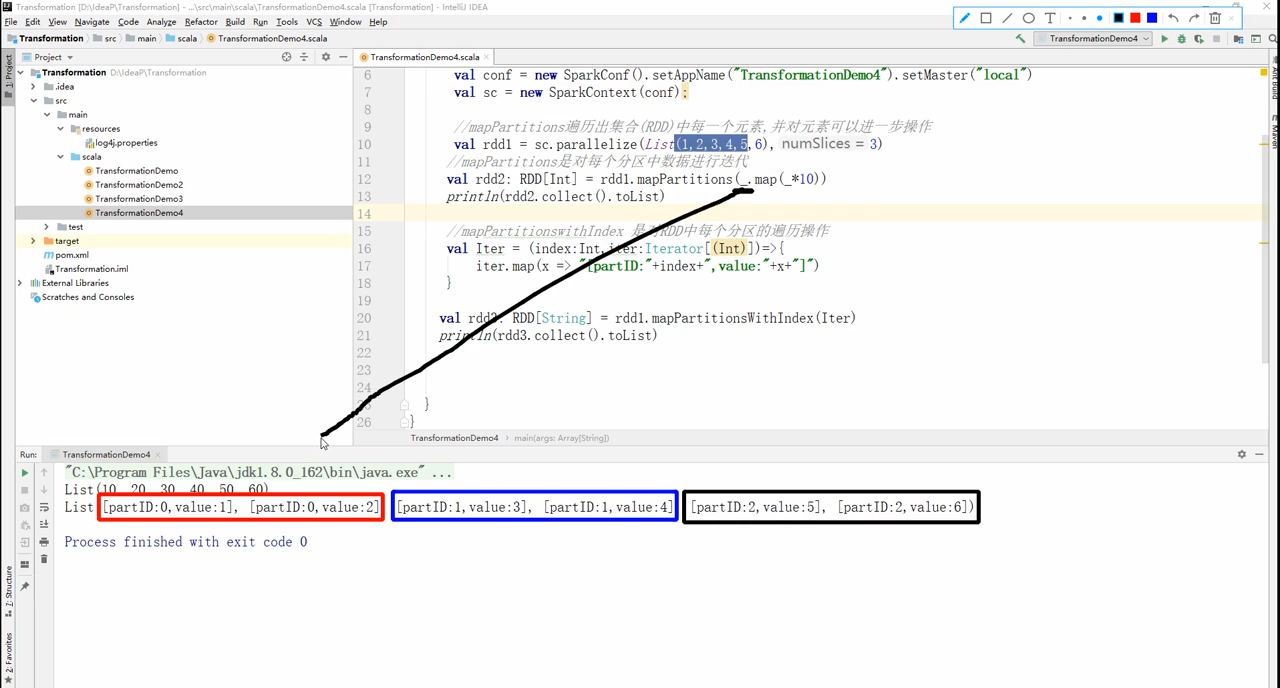 Transformation [D:\IdeaP\Transformation] - ...\src\main\scala\TransformationDemo4.scala [Transformation] - IntelliJ IDEA
File Edit View Navigate Code Analyze Refactor Build Run Tools VCS Window Help
Transformation src main scala TransformationDemo4.scala
TransformationDemo4
1: Project
Project
TransformationDemo4.scala
Transformation D:\IdeaP\Transformation
.idea
src
main
resources
log4j.properties
scala
TransformationDemo
TransformationDemo2
TransformationDemo3
TransformationDemo4
test
target
pom.xml
Transformation.iml
External Libraries
Scratches and Consoles
Maven
6 val conf = new SparkConf().setAppName("TransformationDemo4").setMaster("local")
7 val sc = new SparkContext(conf);
8
9 //mapPartitions遍历出集合(RDD)中每一个元素,并对元素可以进一步操作
10 val rdd1 = sc.parallelize(List(1,2,3,4,5,6), numSlices = 3)
11 //mapPartitions是对每个分区中数据进行迭代
12 val rdd2: RDD[Int] = rdd1.mapPartitions(_.map(_*10))
13 println(rdd2.collect().toList)
14
15 //mapPartitionswithIndex 是对RDD中每个分区的遍历操作
16 val Iter = (index:Int,iter:Iterator[(Int)])=>{
17 iter.map(x => "[partID:"+index+",value:"+x+"]")
18 }
19
20 val rdd3: RDD[String] = rdd1.mapPartitionsWithIndex(Iter)
21 println(rdd3.collect().toList)
22
23
24
25 }
26 }
TransformationDemo4 main(args: Array[String])
Run: TransformationDemo4
"C:\Program Files\Java\jdk1.8.0_162\bin\java.exe" ...
List(10, 20, 30, 40, 50, 60)
List [partID:0,value:1], [partID:0,value:2] [partID:1,value:3], [partID:1,value:4] [partID:2,value:5], [partID:2,value:6])
Process finished with exit code 0
7: Structure
2: Favorites